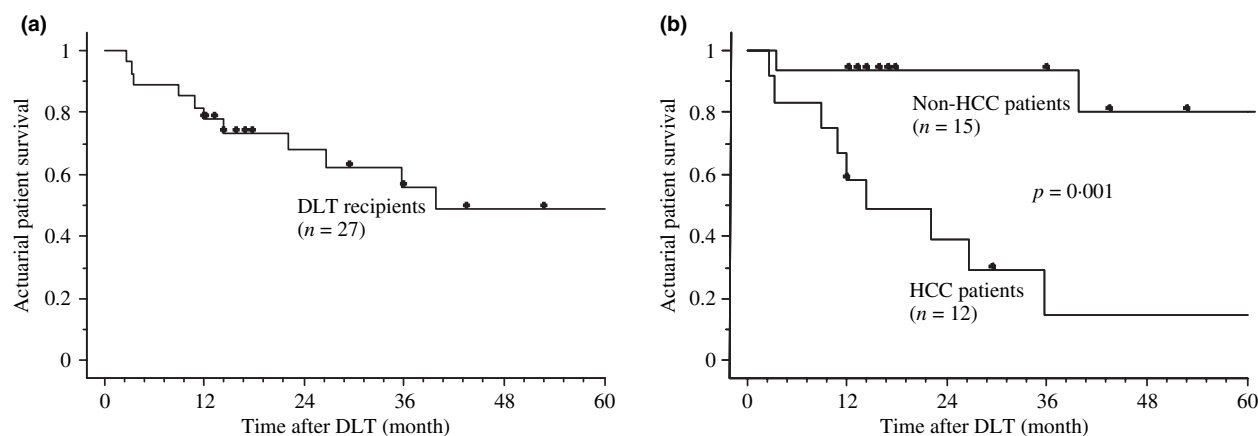 (a)
1
0.8
0.6
0.4
0.2
0
Actuarial patient survival
DLT recipients
(n = 27)
0 12 24 36 48 60
Time after DLT (month)
(b)
1
0.8
0.6
0.4
0.2
0
Actuarial patient survival
Non-HCC patients
(n = 15)
p = 0·001
HCC patients
(n = 12)
0 12 24 36 48 60
Time after DLT (month)